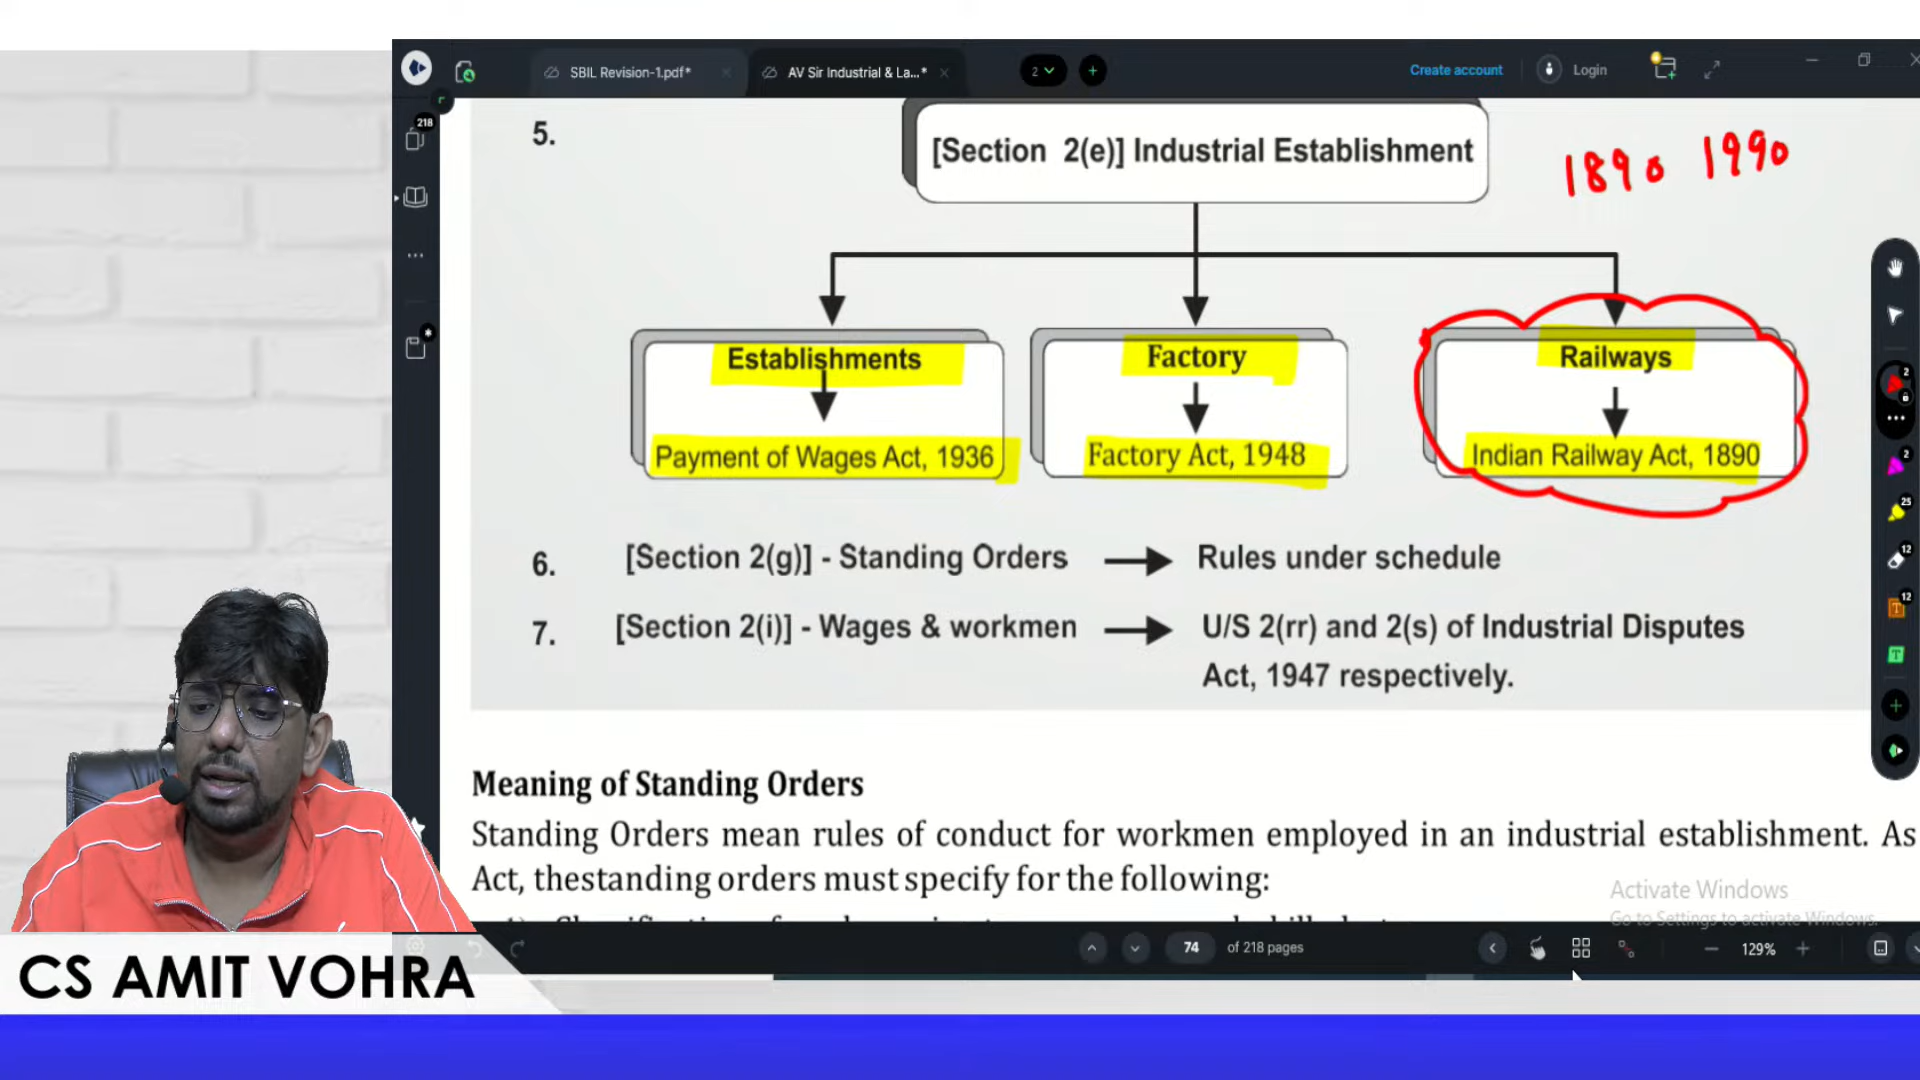 SBIL Revision-1.pdf*
AV Sir Industrial & La...*
2
Create account
Login
218
5.
[Section 2(e)] Industrial Establishment
1890 1990
Establishments
Factory
Railways
Payment of Wages Act, 1936
Factory Act, 1948
Indian Railway Act, 1890
6.
[Section 2(g)] - Standing Orders
Rules under schedule
7.
[Section 2(i)] - Wages & workmen
U/S 2(rr) and 2(s) of Industrial Disputes
Act, 1947 respectively.
2
2
25
12
12
Meaning of Standing Orders
Standing Orders mean rules of conduct for workmen employed in an industrial establishment. As
Act, thestanding orders must specify for the following:
Activate Windows
Go to Settings to activate Windows.
74
of 218 pages
129%
CS AMIT VOHRA